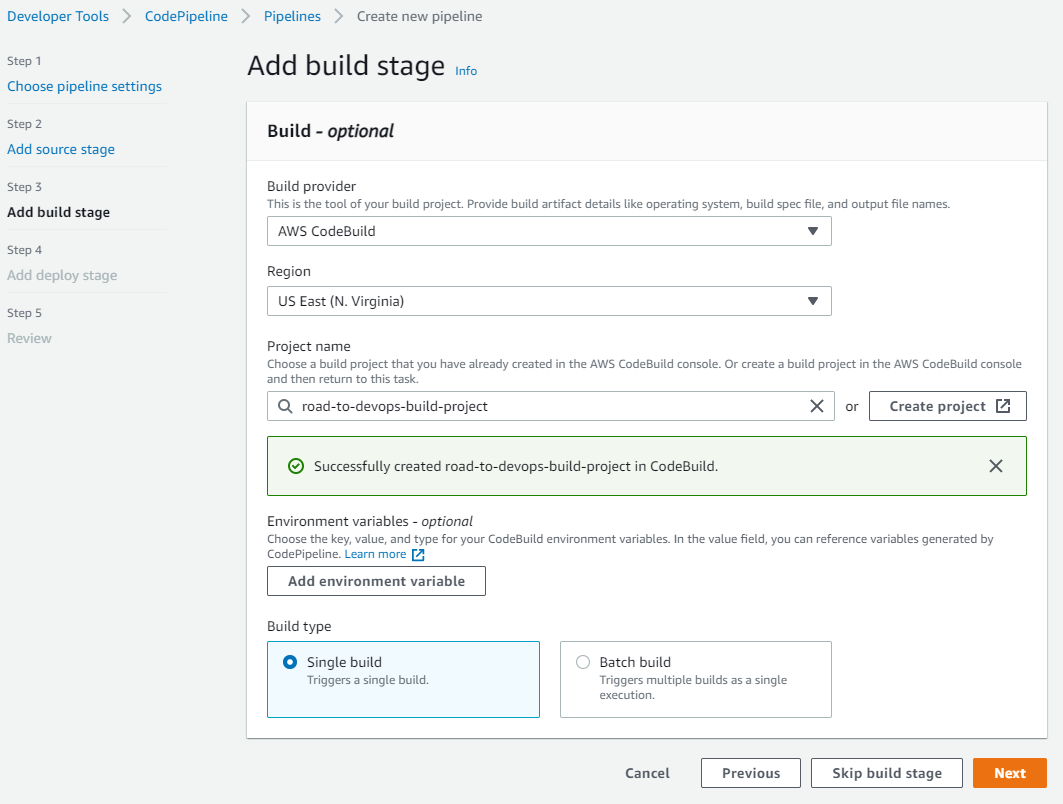 Developer Tools > CodePipeline > Pipelines > Create new pipeline
Step 1
Choose pipeline settings
Step 2
Add source stage
Step 3
Add build stage
Step 4
Add deploy stage
Step 5
Review
Add build stage Info
Build - optional
Build provider
This is the tool of your build project. Provide build artifact details like operating system, build spec file, and output file names.
AWS CodeBuild
Region
US East (N. Virginia)
Project name
Choose a build project that you have already created in the AWS CodeBuild console. Or create a build project in the AWS CodeBuild console
and then return to this task.
road-to-devops-build-project or Create project
Successfully created road-to-devops-build-project in CodeBuild.
Environment variables - optional
Choose the key, value, and type for your CodeBuild environment variables. In the value field, you can reference variables generated by
CodePipeline. Learn more
Add environment variable
Build type
Single build
Triggers a single build.
Batch build
Triggers multiple builds as a single
execution.
Cancel Previous Skip build stage Next